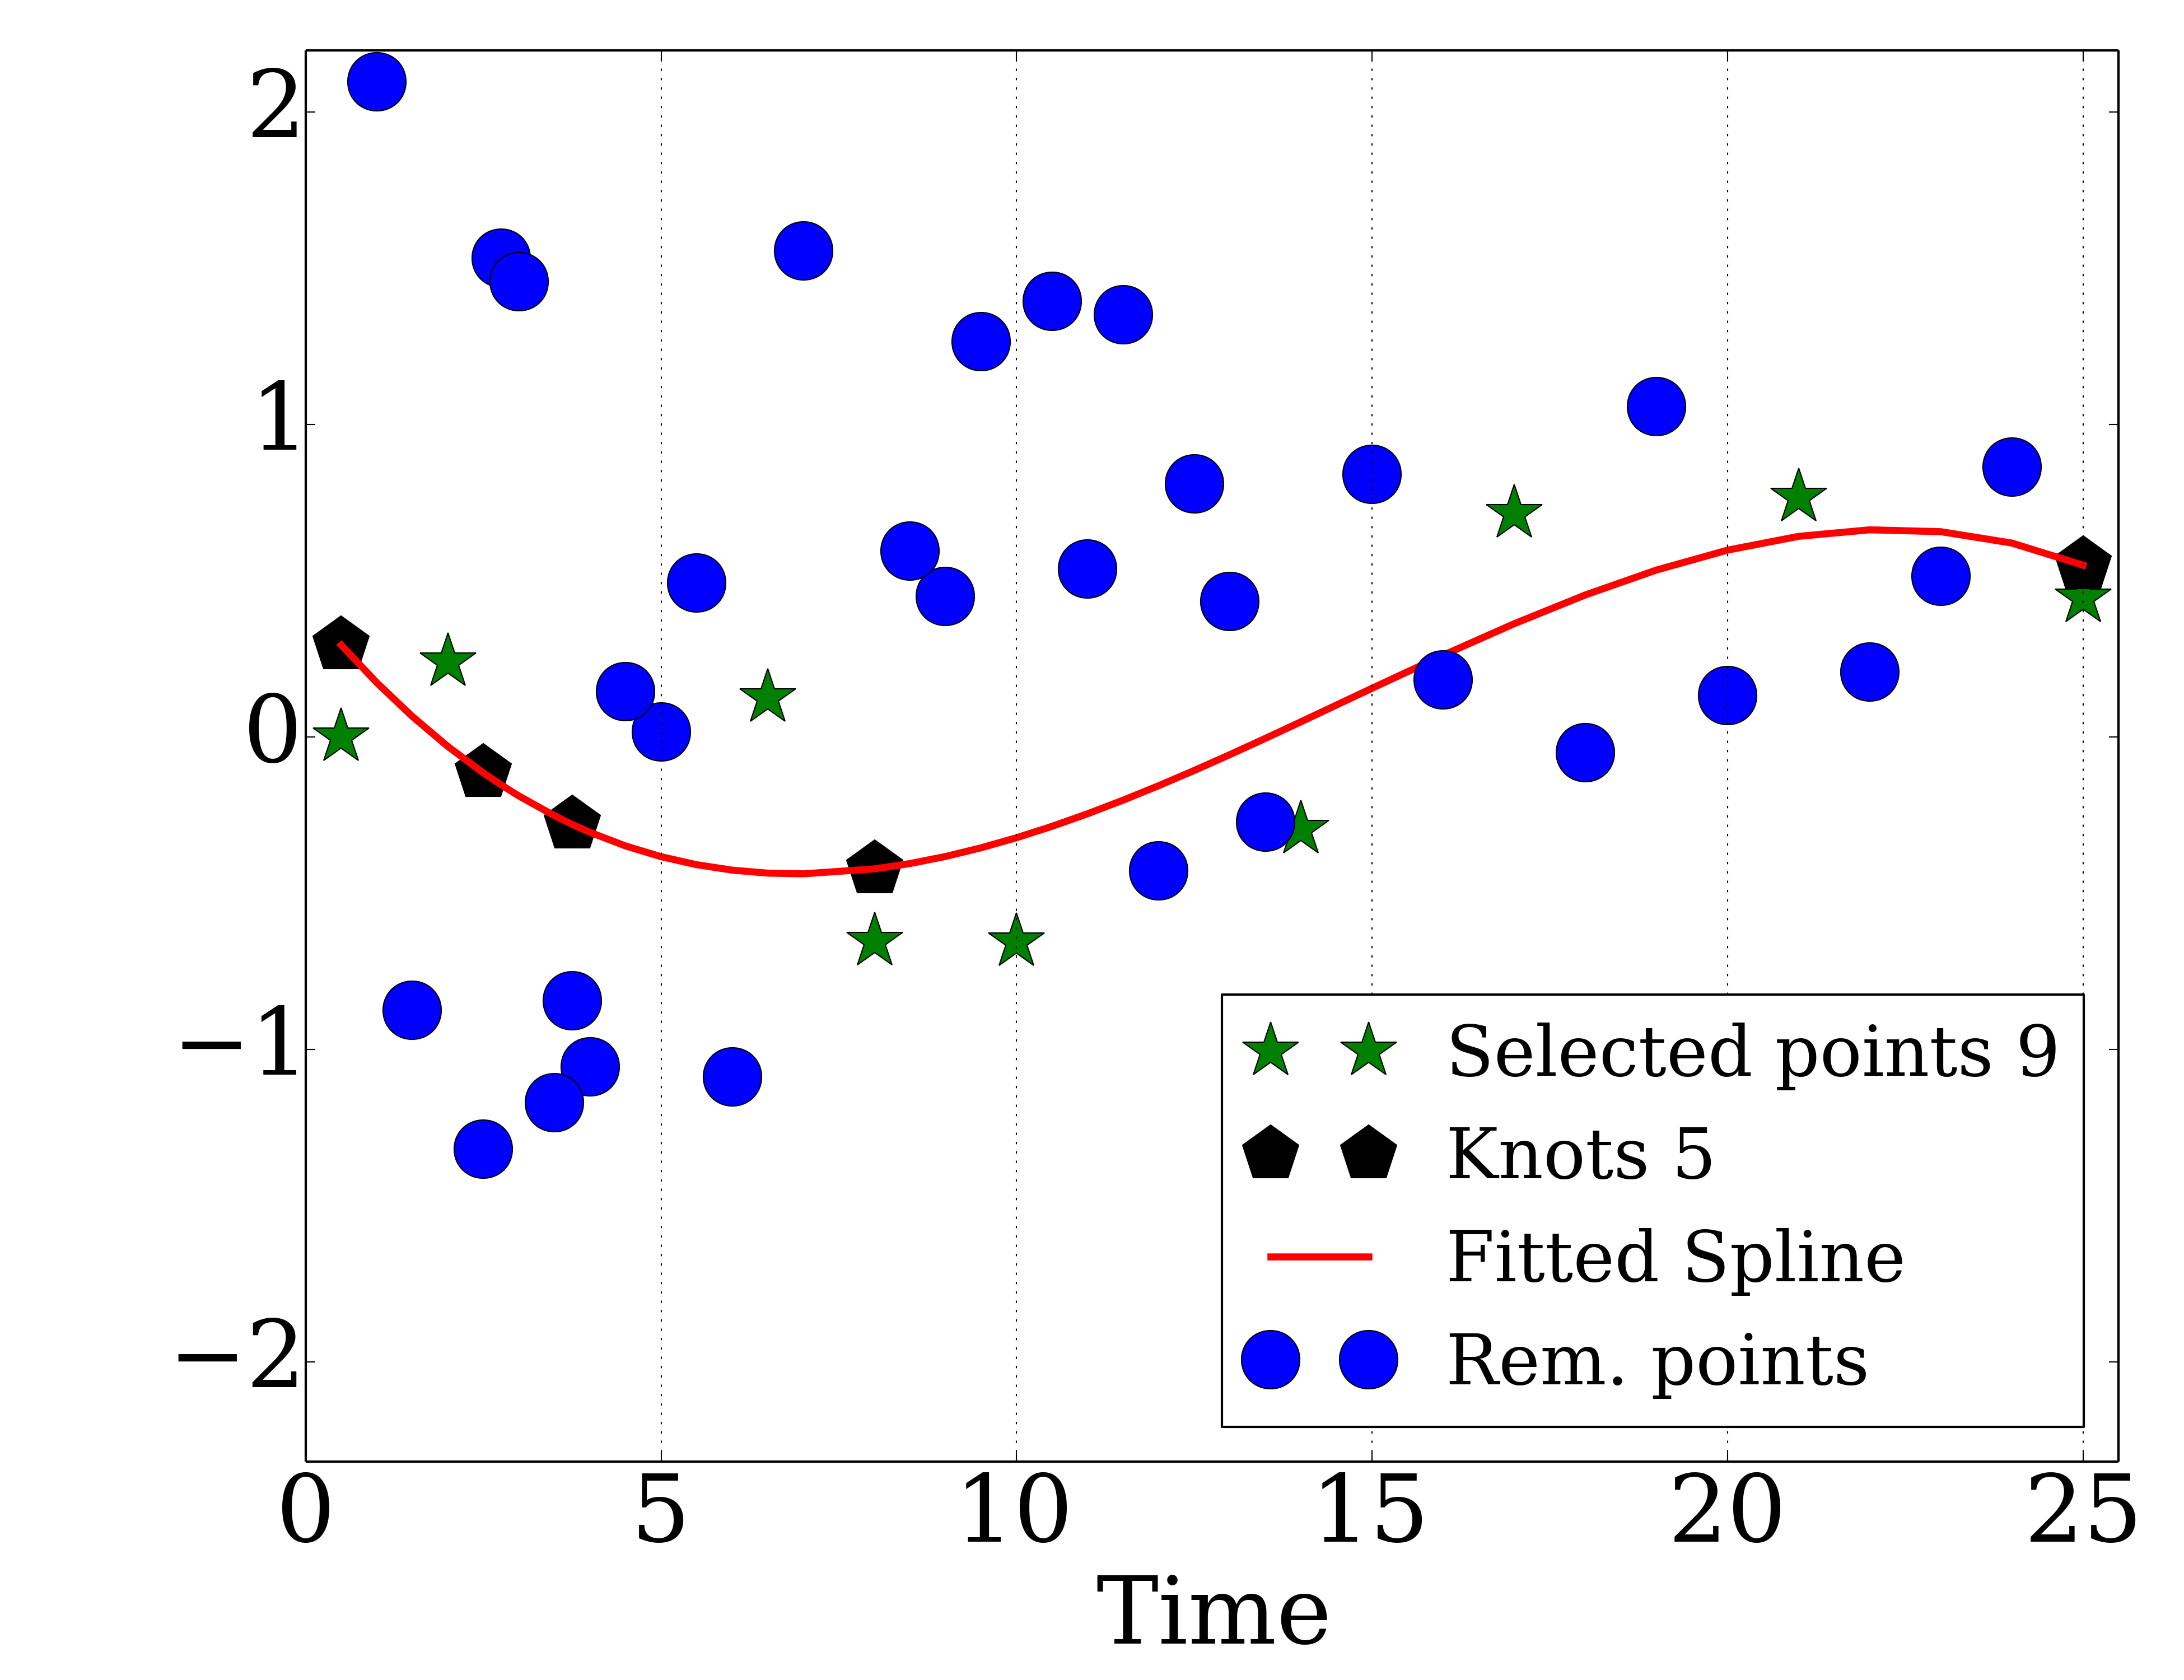 2
1
0
−1
−2
Selected points 9
Knots 5
Fitted Spline
Rem. points
0 5 10 15 20 25
Time